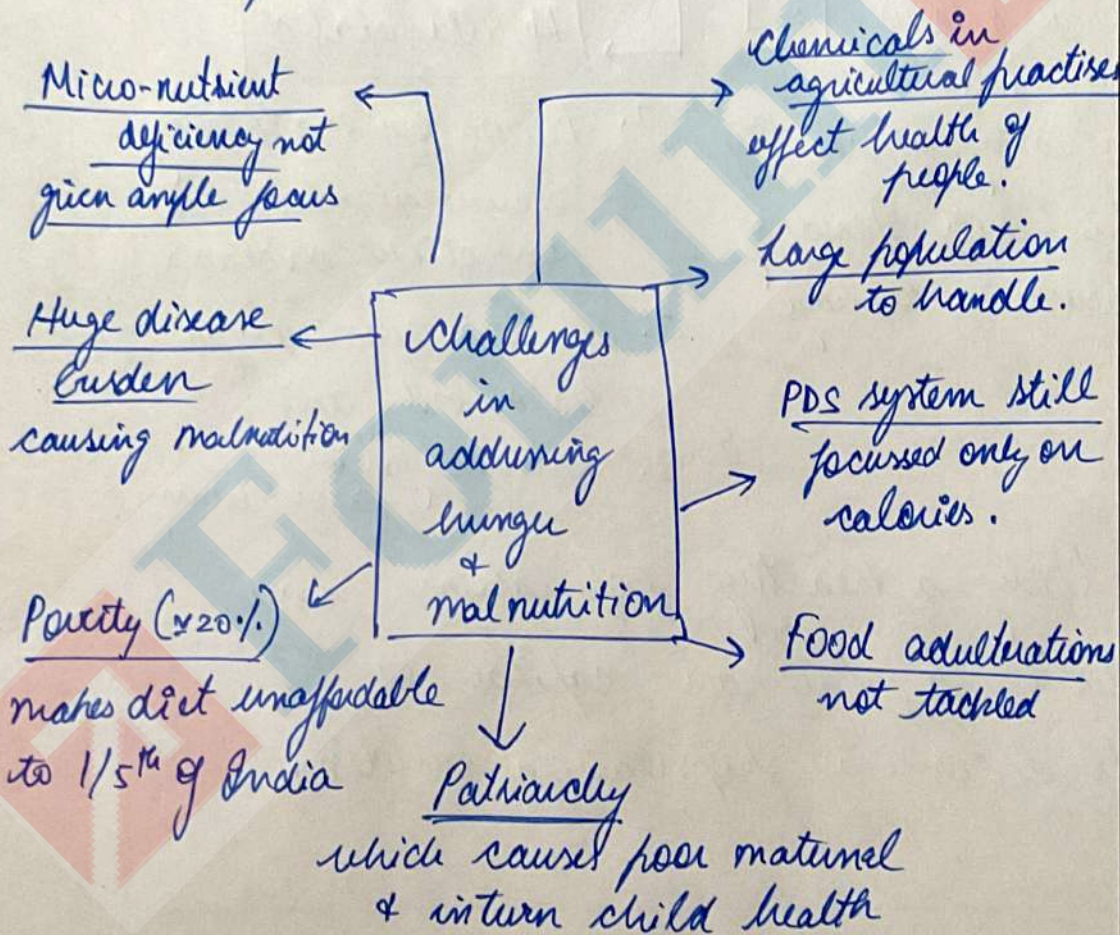 Micro-nutrient
deficiency not
given ample focus
Chemicals in
agricultural practises
effect health of
people.
Large population
to handle.
Huge disease
burden
causing malnutrition
Challenges
in
addressing
hunger
&
malnutrition
PDS system still
focussed only on
calories.
Poverty (≈20%)
makes diet unaffordable
to 1/5th of India
Food adulterations
not tackled
Patriarchy
which causes poor maternal
& inturn child health
Forum